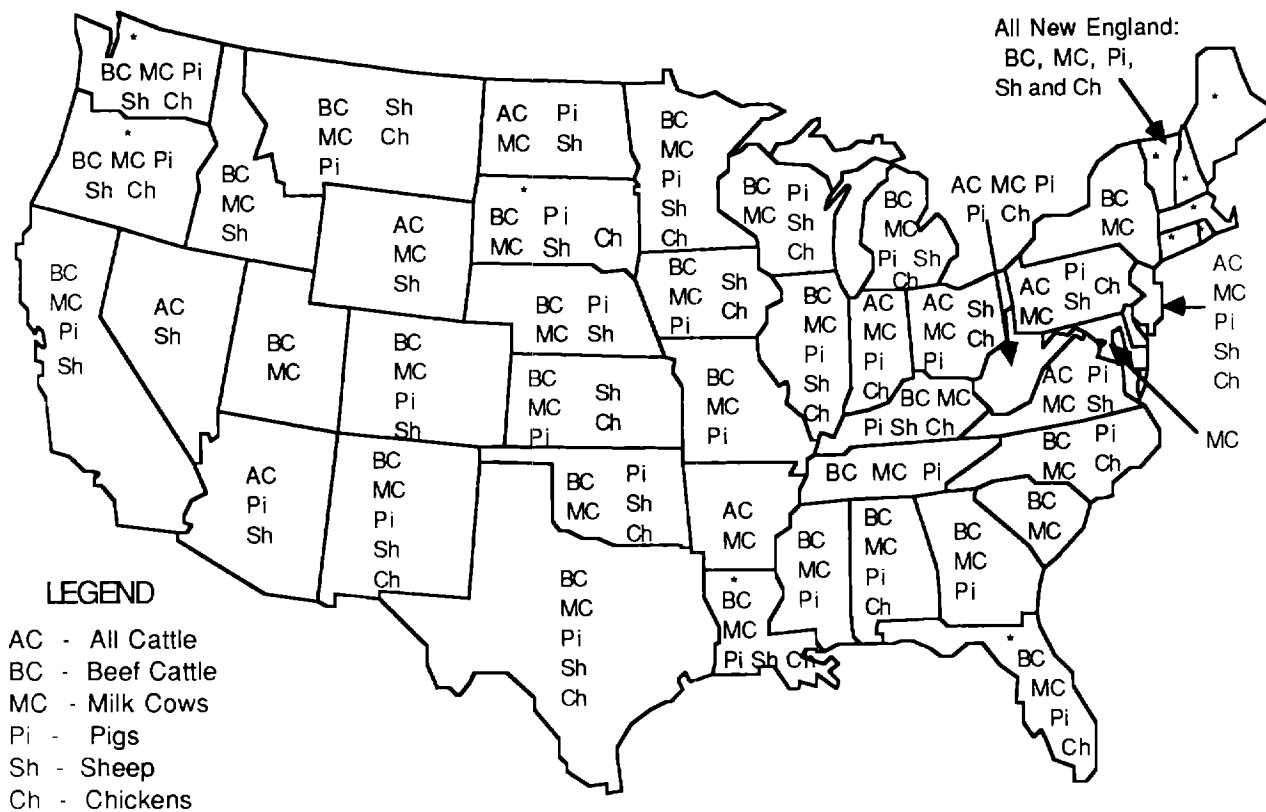 All New England:
BC, MC, Pi,
Sh and Ch
*
BC MC Pi
Sh Ch
*
BC MC Pi
Sh Ch
BC
MC
Sh
BC Sh
MC Ch
Pi
AC Pi
MC Sh
*
BC Pi
MC Sh Ch
AC
MC
Sh
BC
MC
Pi
Sh
Ch
BC Pi
MC Sh
Ch
BC
MC
Pi Sh
Ch
AC MC Pi
Pi Ch
BC
MC
*
*
*
*
*
*
AC
MC
Pi
Sh
Ch
AC Pi Ch
MC Sh
BC
MC
Pi
Sh
AC
Sh
BC
MC
BC
MC
Pi
Sh
BC Pi
MC Sh
BC Sh
MC Ch
Pi
BC
MC
Pi
Sh
Ch
AC
MC
Pi
Ch
AC Sh
MC Ch
Pi
BC Sh
MC Ch
Pi
BC
MC
Pi
BC MC
Pi Sh Ch
AC Pi
MC Sh
MC
AC
Pi
Sh
BC
MC
Pi
Sh
Ch
BC Pi
MC Sh
Ch
AC
MC
BC MC Pi
BC Pi
MC Ch
BC
MC
BC
MC
Pi
Sh
Ch
*
BC
MC
Pi Sh Ch
BC
MC
Pi
BC
MC
Pi
Ch
BC
MC
Pi
*
BC
MC
Pi
Ch
LEGEND
AC - All Cattle
BC - Beef Cattle
MC - Milk Cows
Pi - Pigs
Sh - Sheep
Ch - Chickens